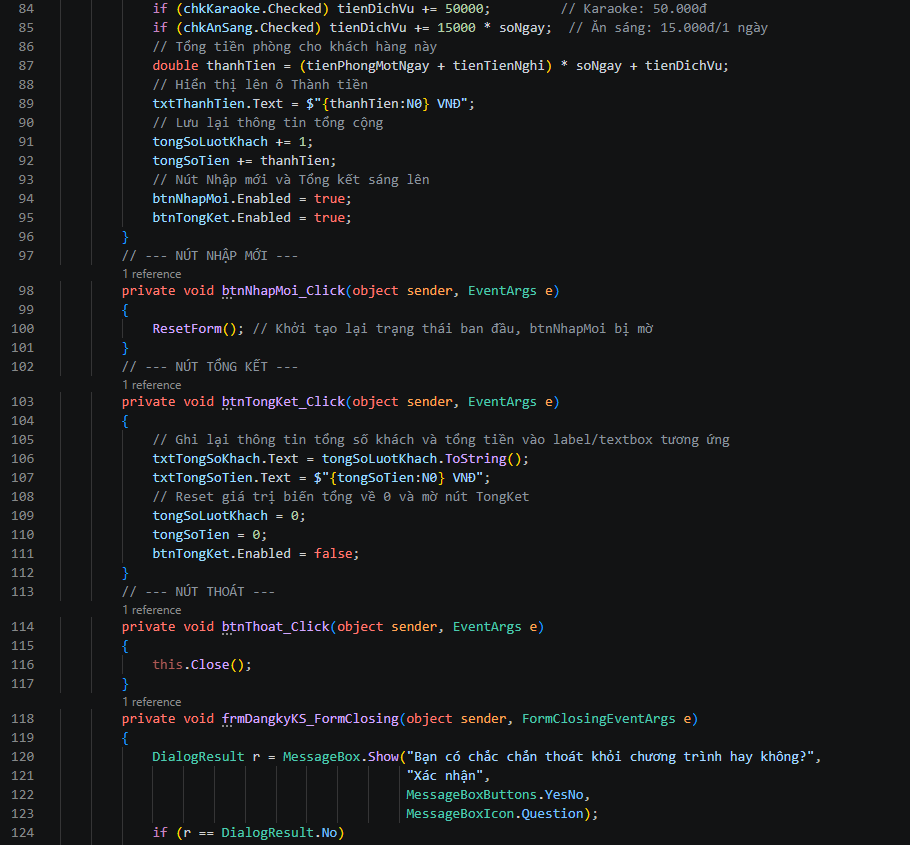 84 if (chkKaraoke.Checked) tienDichVu += 50000; // Karaoke: 50.000đ
85 if (chkAnSang.Checked) tienDichVu += 15000 * soNgay; // Ăn sáng: 15.000đ/1 ngày
86 // Tổng tiền phòng cho khách hàng này
87 double thanhTien = (tienPhongMotNgay + tienTienNghi) * soNgay + tienDichVu;
88 // Hiển thị lên ô Thành tiền
89 txtThanhTien.Text = $"{thanhTien:N0} VNĐ";
90 // Lưu lại thông tin tổng cộng
91 tongSoLuotKhach += 1;
92 tongSoTien += thanhTien;
93 // Nút Nhập mới và Tổng kết sáng lên
94 btnNhapMoi.Enabled = true;
95 btnTongKet.Enabled = true;
96 }
97 // --- NÚT NHẬP MỚI ---
1 reference
98 private void btnNhapMoi_Click(object sender, EventArgs e)
99 {
100 ResetForm(); // Khởi tạo lại trạng thái ban đầu, btnNhapMoi bị mờ
101 }
102 // --- NÚT TỔNG KẾT ---
1 reference
103 private void btnTongKet_Click(object sender, EventArgs e)
104 {
105 // Ghi lại thông tin tổng số khách và tổng tiền vào label/textbox tương ứng
106 txtTongSoKhach.Text = tongSoLuotKhach.ToString();
107 txtTongSoTien.Text = $"{tongSoTien:N0} VNĐ";
108 // Reset giá trị biến tổng về 0 và mờ nút TongKet
109 tongSoLuotKhach = 0;
110 tongSoTien = 0;
111 btnTongKet.Enabled = false;
112 }
113 // --- NÚT THOÁT ---
1 reference
114 private void btnThoat_Click(object sender, EventArgs e)
115 {
116 this.Close();
117 }
1 reference
118 private void frmDangkyKS_FormClosing(object sender, FormClosingEventArgs e)
119 {
120 DialogResult r = MessageBox.Show("Bạn có chắc chắn thoát khỏi chương trình hay không?",
121 "Xác nhận",
122 MessageBoxButtons.YesNo,
123 MessageBoxIcon.Question);
124 if (r == DialogResult.No)